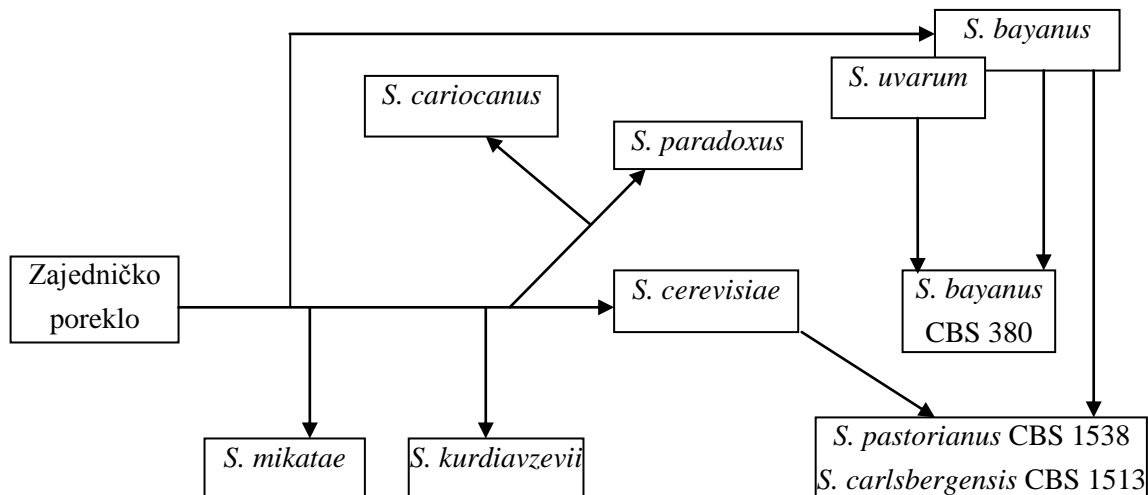 S. bayanus
S. uvarum
S. cariocanus
S. paradoxus
Zajedničko
poreklo
S. cerevisiae
S. bayanus
CBS 380
S. mikatae
S. kurdiavzevii
S. pastorianus CBS 1538
S. carlsbergensis CBS 1513